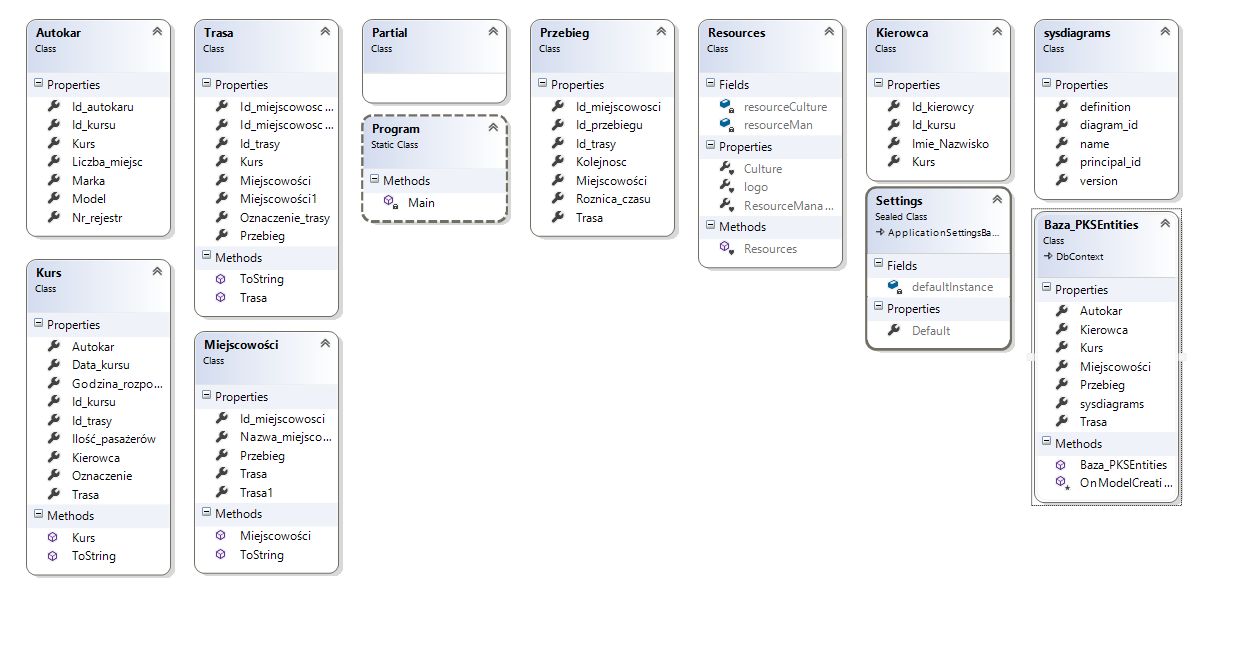 Autokar
Class
Properties
Id_autokaru
Id_kursu
Kurs
Liczba_miejsc
Marka
Model
Nr_rejestr
Kurs
Class
Properties
Autokar
Data_kursu
Godzina_rozpo...
Id_kursu
Id_trasy
Ilość_pasażerów
Kierowca
Oznaczenie
Trasa
Methods
Kurs
ToString
Trasa
Class
Properties
Id_miejscowosc ...
Id_miejscowosc ...
Id_trasy
Kurs
Miejscowości
Miejscowości1
Oznaczenie_trasy
Przebieg
Methods
ToString
Trasa
Miejscowości
Class
Properties
Id_miejscowosci
Nazwa_miejsco...
Przebieg
Trasa
Trasa1
Methods
Miejscowości
ToString
Partial
Class
Program
Static Class
Methods
Main
Przebieg
Class
Properties
Id_miejscowosci
Id_przebiegu
Id_trasy
Kolejnosc
Miejscowości
Roznica_czasu
Trasa
Resources
Class
Fields
resourceCulture
resourceMan
Properties
Culture
logo
ResourceMana ...
Methods
Resources
Kierowca
Class
Properties
Id_kierowcy
Id_kursu
Imie_Nazwisko
Kurs
Settings
Sealed Class
ApplicationSettingsBa...
Fields
defaultInstance
Properties
Default
sysdiagrams
Class
Properties
definition
diagram_id
name
principal_id
version
Baza_PKSEntities
Class
DbContext
Properties
Autokar
Kierowca
Kurs
Miejscowości
Przebieg
sysdiagrams
Trasa
Methods
Baza_PKSEntities
OnModelCreati ...